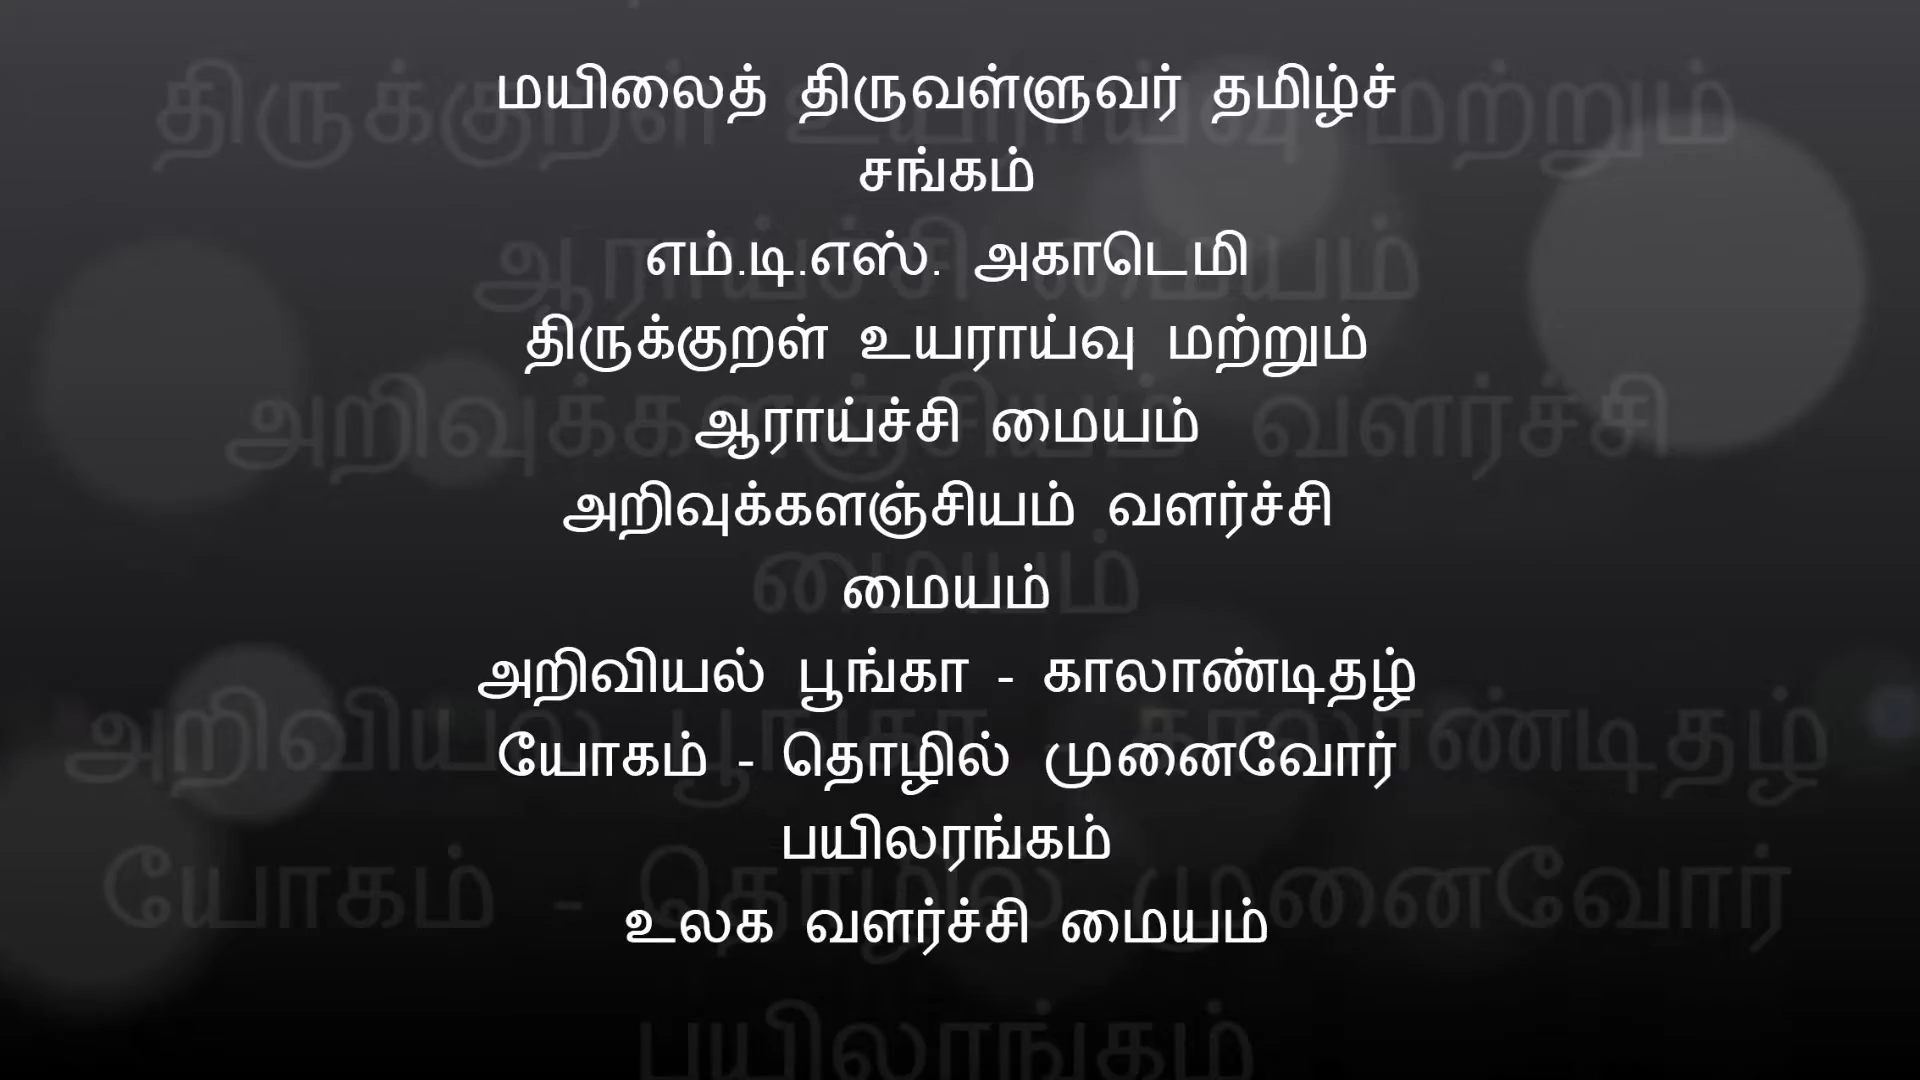 மயிலைத் திருவள்ளுவர் தமிழ்ச்
சங்கம்
எம்.டி.எஸ். அகாடெமி
திருக்குறள் உயராய்வு மற்றும்
ஆராய்ச்சி மையம்
அறிவுக்களஞ்சியம் வளர்ச்சி
மையம்
அறிவியல் பூங்கா - காலாண்டிதழ்
யோகம் - தொழில் முனைவோர்
பயிலரங்கம்
உலக வளர்ச்சி மையம்